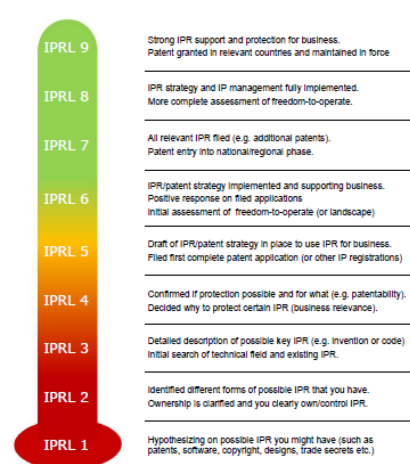 IPRL 9
Strong IPR support and protection for business.
Patent granted in relevant countries and maintained in force
IPRL 8
IPR strategy and IP management fully implemented.
More complete assessment of freedom-to-operate.
IPRL 7
All relevant IPR filed (e.g. additional patents).
Patent entry into national/regional phase.
IPRL 6
IPR/patent strategy implemented and supporting business.
Positive response on filed applications
Initial assessment of freedom-to-operate (or landscape)
IPRL 5
Draft of IPR/patent strategy in place to use IPR for business.
Filed first complete patent application (or other IP registrations)
IPRL 4
Confirmed if protection possible and for what (e.g. patentability).
Decided why to protect certain IPR (business relevance).
IPRL 3
Detailed description of possible key IPR (e.g. invention or code)
Initial search of technical field and existing IPR.
IPRL 2
Identified different forms of possible IPR that you have.
Ownership is clarified and you clearly own/control IPR.
IPRL 1
Hypothesizing on possible IPR you might have (such as
patents, software, copyright, designs, trade secrets etc.)